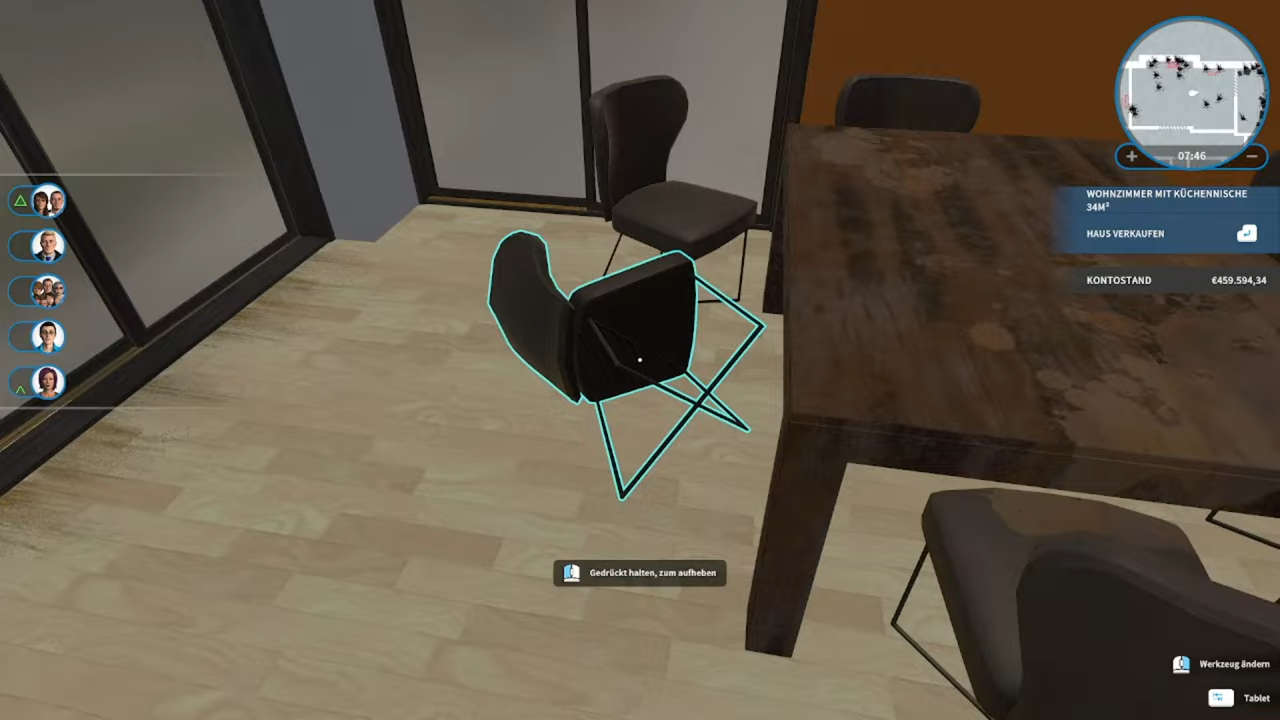 07:46
WOHNZIMMER MIT KÜCHENNISCHE
34M²
HAUS VERKAUFEN
KONTOSTAND €459.594,34
Gedrückt halten, zum aufheben
Werkzeug ändern
Tablet